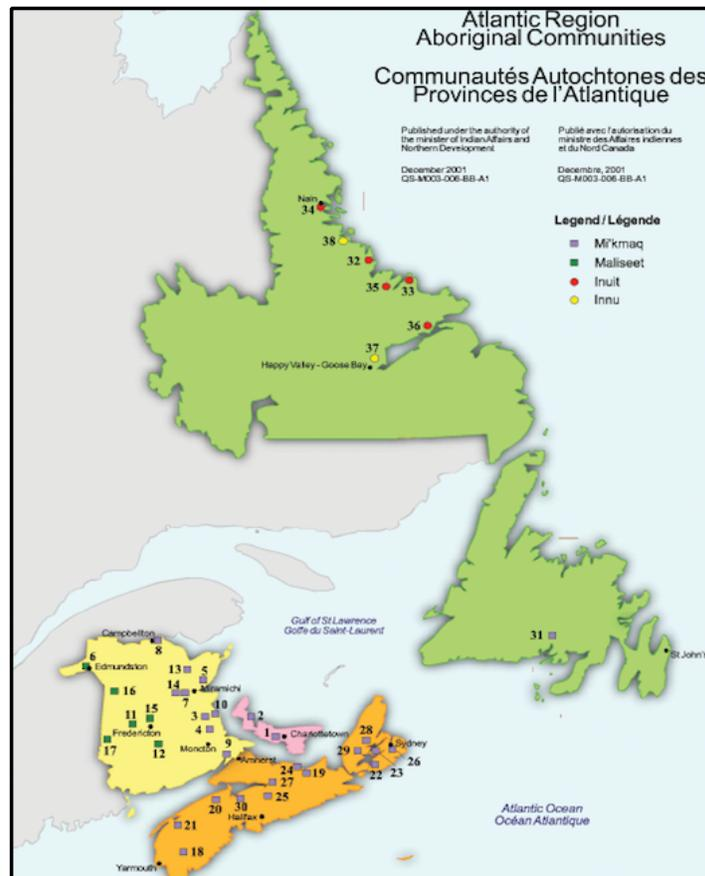 Atlantic Region
Aboriginal Communities
Communautés Autochtones des
Provinces de l'Atlantique
Published under the authority of
the minister of Indian Affairs and
Northern Development
December 2001
QS-M003-006-BB-A1
Publié avec l'autorisation du
ministre des Affaires indiennes
et du Nord Canada
Decembre, 2001
QS-M003-006-BB-A1
Legend / Légende
Mi'kmaq
Maliseet
Inuit
Innu
Nain
34
38
32
35
33
36
37
Happy Valley - Goose Bay
31
St John's
Gulf of St Lawrence
Golfe du Saint-Laurent
Campbellton
8
6
Edmundston
13
5
14
Miramichi
7
16
10
2
15
3
11
Fredericton
4
1
Charlottetown
17
12
Moncton
9
28
29
Sydney
26
Amherst
24
19
22
23
27
25
20
30
Halifax
21
18
Yarmouth
Atlantic Ocean
Océan Atlantique